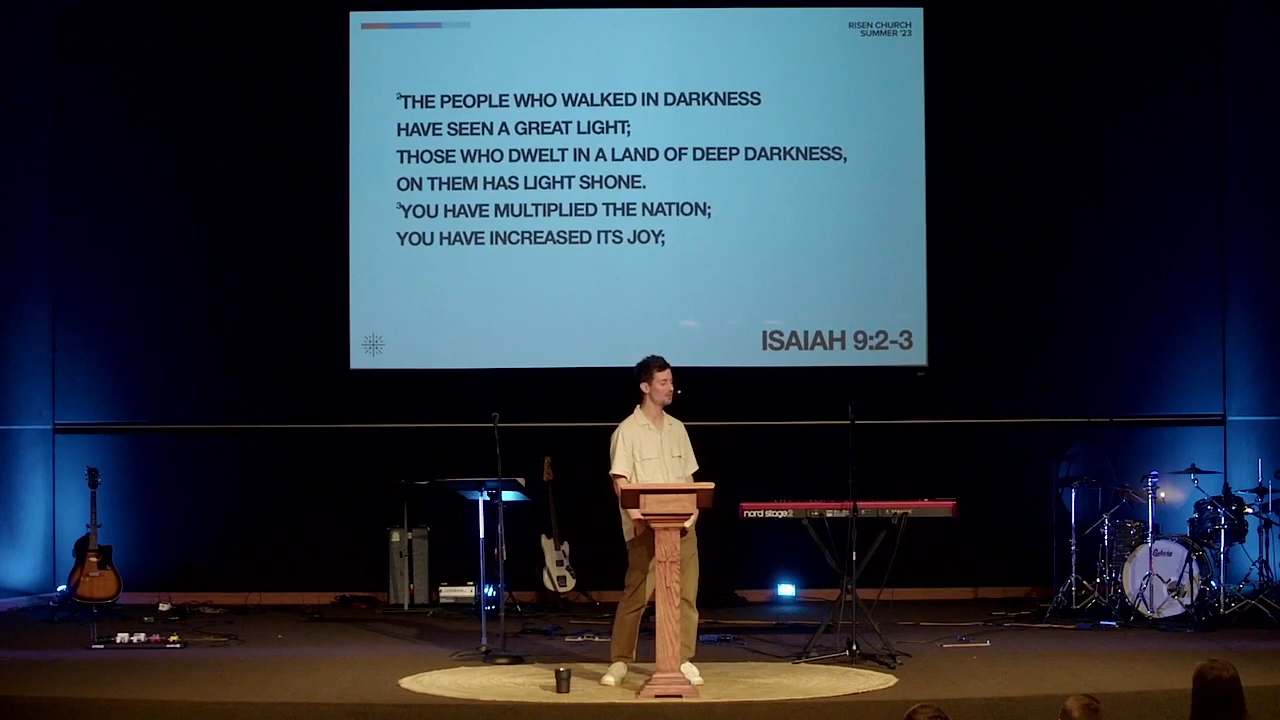 RISEN CHURCH
SUMMER '23
²THE PEOPLE WHO WALKED IN DARKNESS
HAVE SEEN A GREAT LIGHT;
THOSE WHO DWELT IN A LAND OF DEEP DARKNESS,
ON THEM HAS LIGHT SHONE.
³YOU HAVE MULTIPLIED THE NATION;
YOU HAVE INCREASED ITS JOY;
ISAIAH 9:2-3
nord stage 2
Ludwig